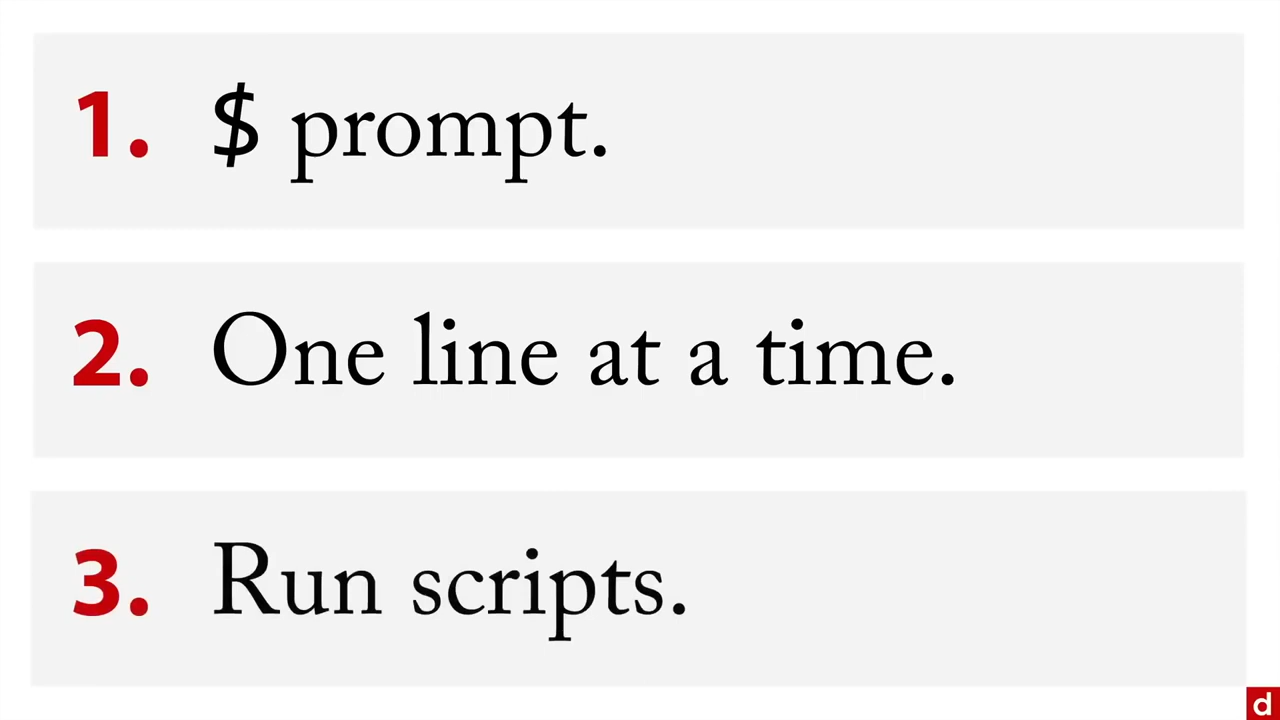 1. $ prompt.
2. One line at a time.
3. Run scripts.
d